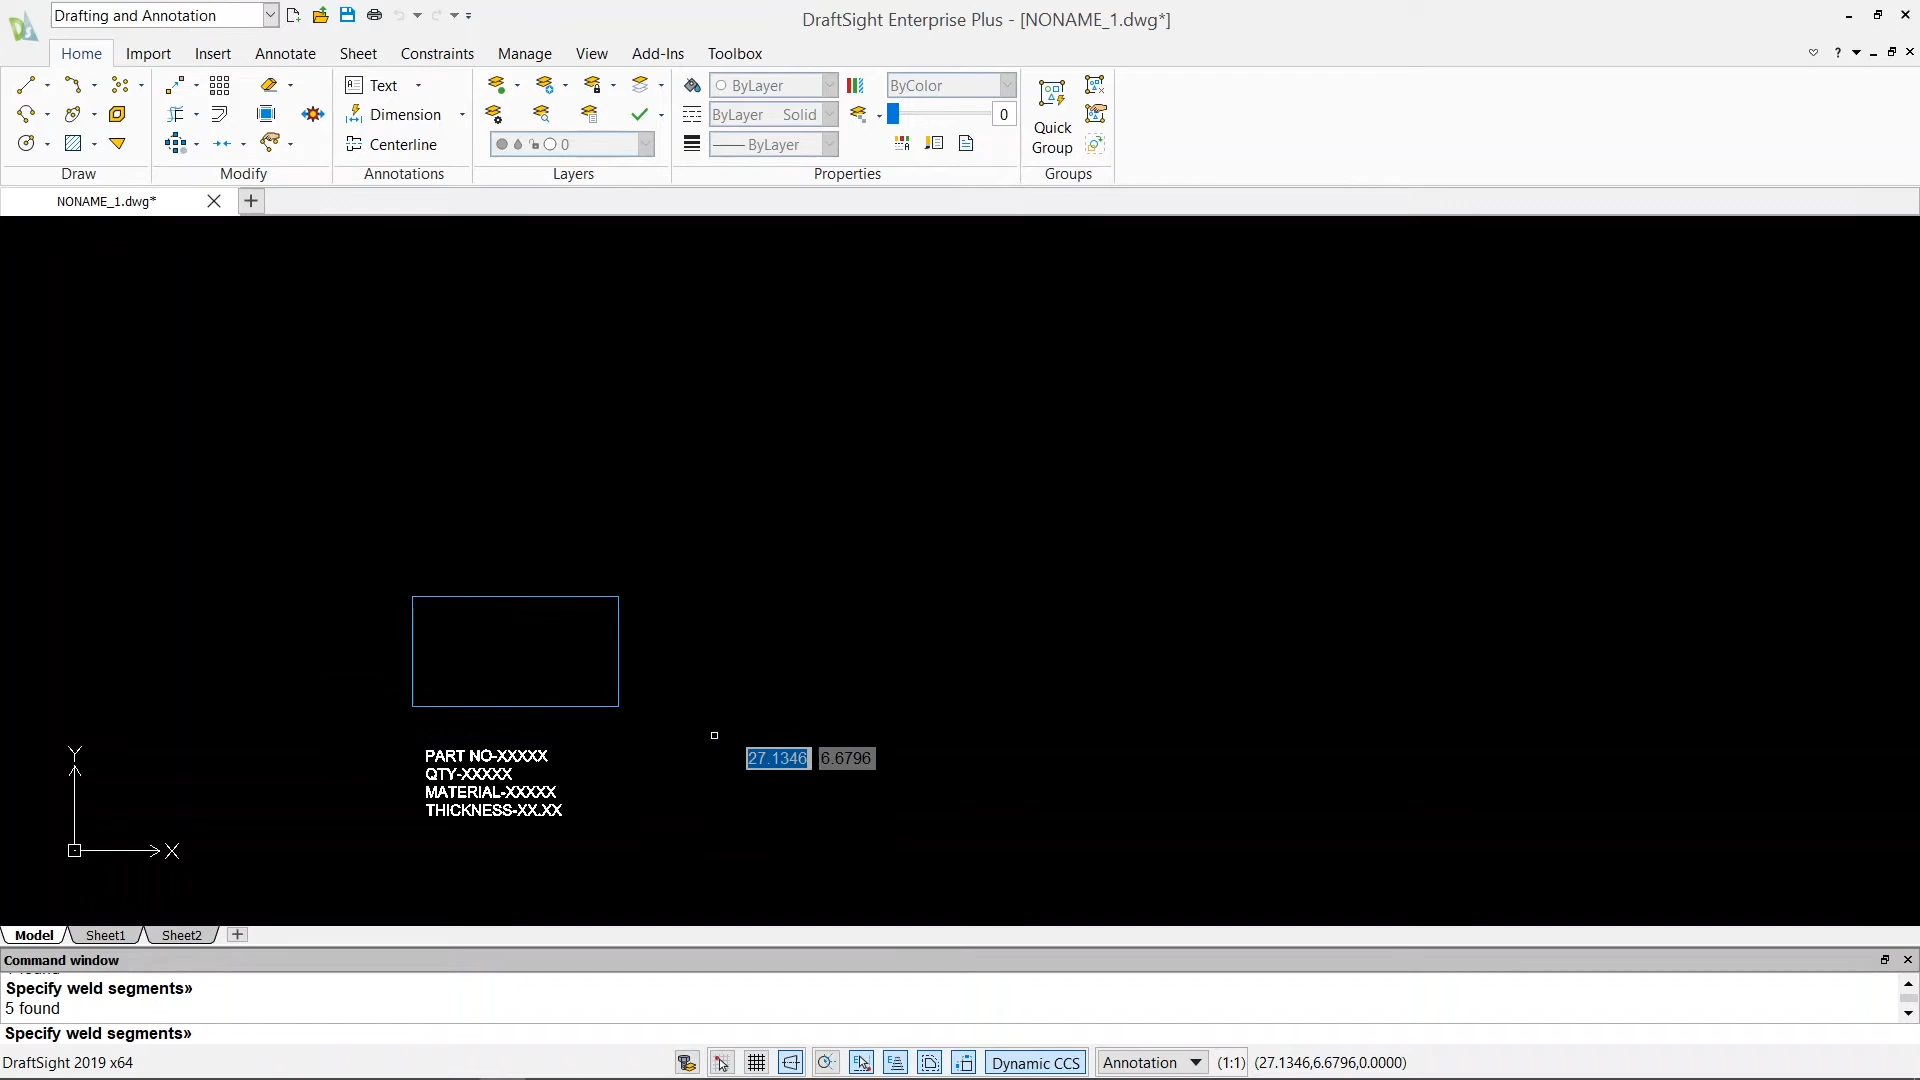 Drafting and Annotation
DraftSight Enterprise Plus - [NONAME_1.dwg*]
Home Import Insert Annotate Sheet Constraints Manage View Add-Ins Toolbox
Text
Dimension
Centerline
0
ByLayer
ByLayer Solid
ByLayer
ByColor
0
Quick
Group
Draw Modify Annotations Layers Properties Groups
NONAME_1.dwg*
PART NO-XXXXX
QTY-XXXXX
MATERIAL-XXXXX
THICKNESS-XX.XX
27.1346 6.6796
Y
X
Model Sheet1 Sheet2
Command window
Specify weld segments»
5 found
Specify weld segments»
DraftSight 2019 x64
Dynamic CCS Annotation (1:1) (27.1346,6.6796,0.0000)